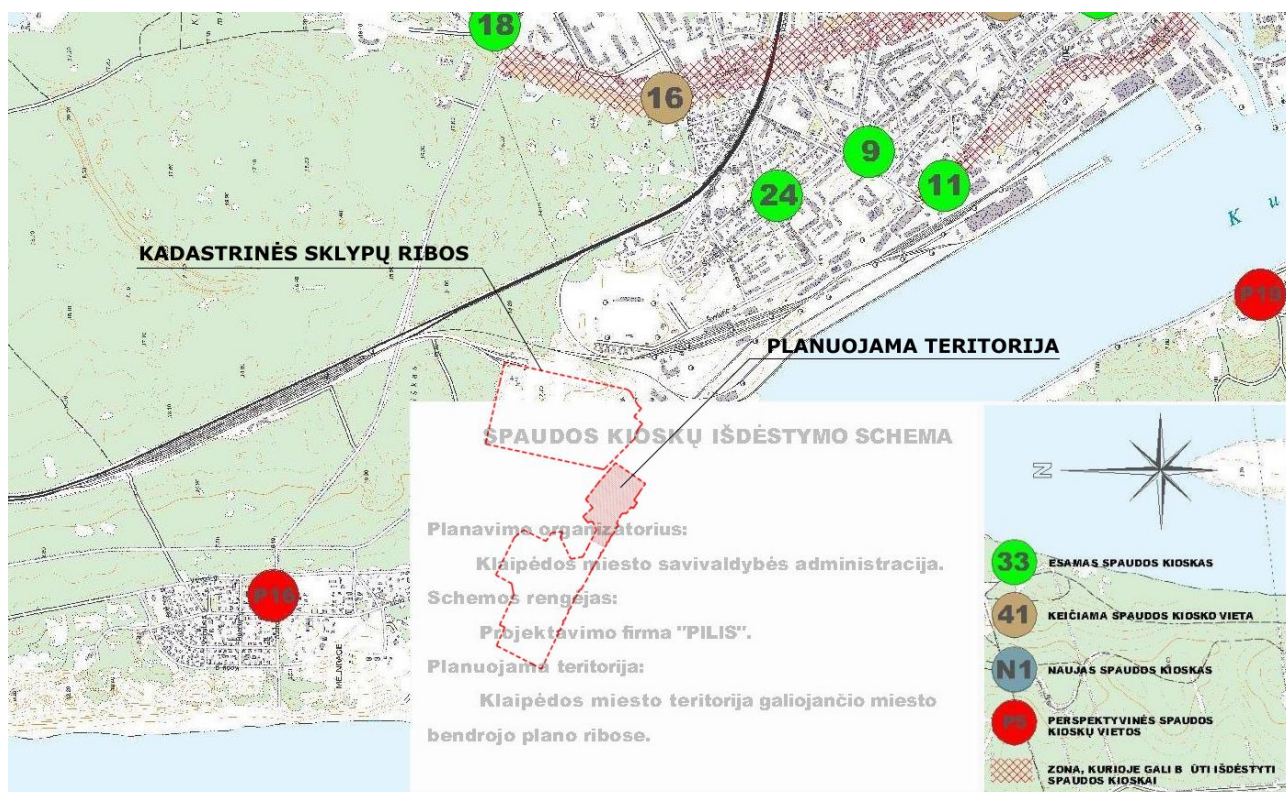 18
16
9
24
11
KADASTRINĖS SKLYPŲ RIBOS
K u
P19
PLANUOJAMA TERITORIJA
SPAUDOS KIOSKŲ IŠDĖSTYMO SCHEMA
Planavimo organizatorius:
Klaipėdos miesto savivaldybės administracija.
Schemos rengėjas:
Projektavimo firma "PILIS".
Planuojama teritorija:
Klaipėdos miesto teritorija galiojančio miesto
bendrojo plano ribose.
P16
MELNRAGĖ
N
33 ESAMAS SPAUDOS KIOSKAS
41 KEIČIAMA SPAUDOS KIOSKO VIETA
N1 NAUJAS SPAUDOS KIOSKAS
P5 PERSPEKTYVINĖS SPAUDOS
KIOSKŲ VIETOS
ZONA, KURIOJE GALI B ŪTI IŠDĖSTYTI
SPAUDOS KIOSKAI